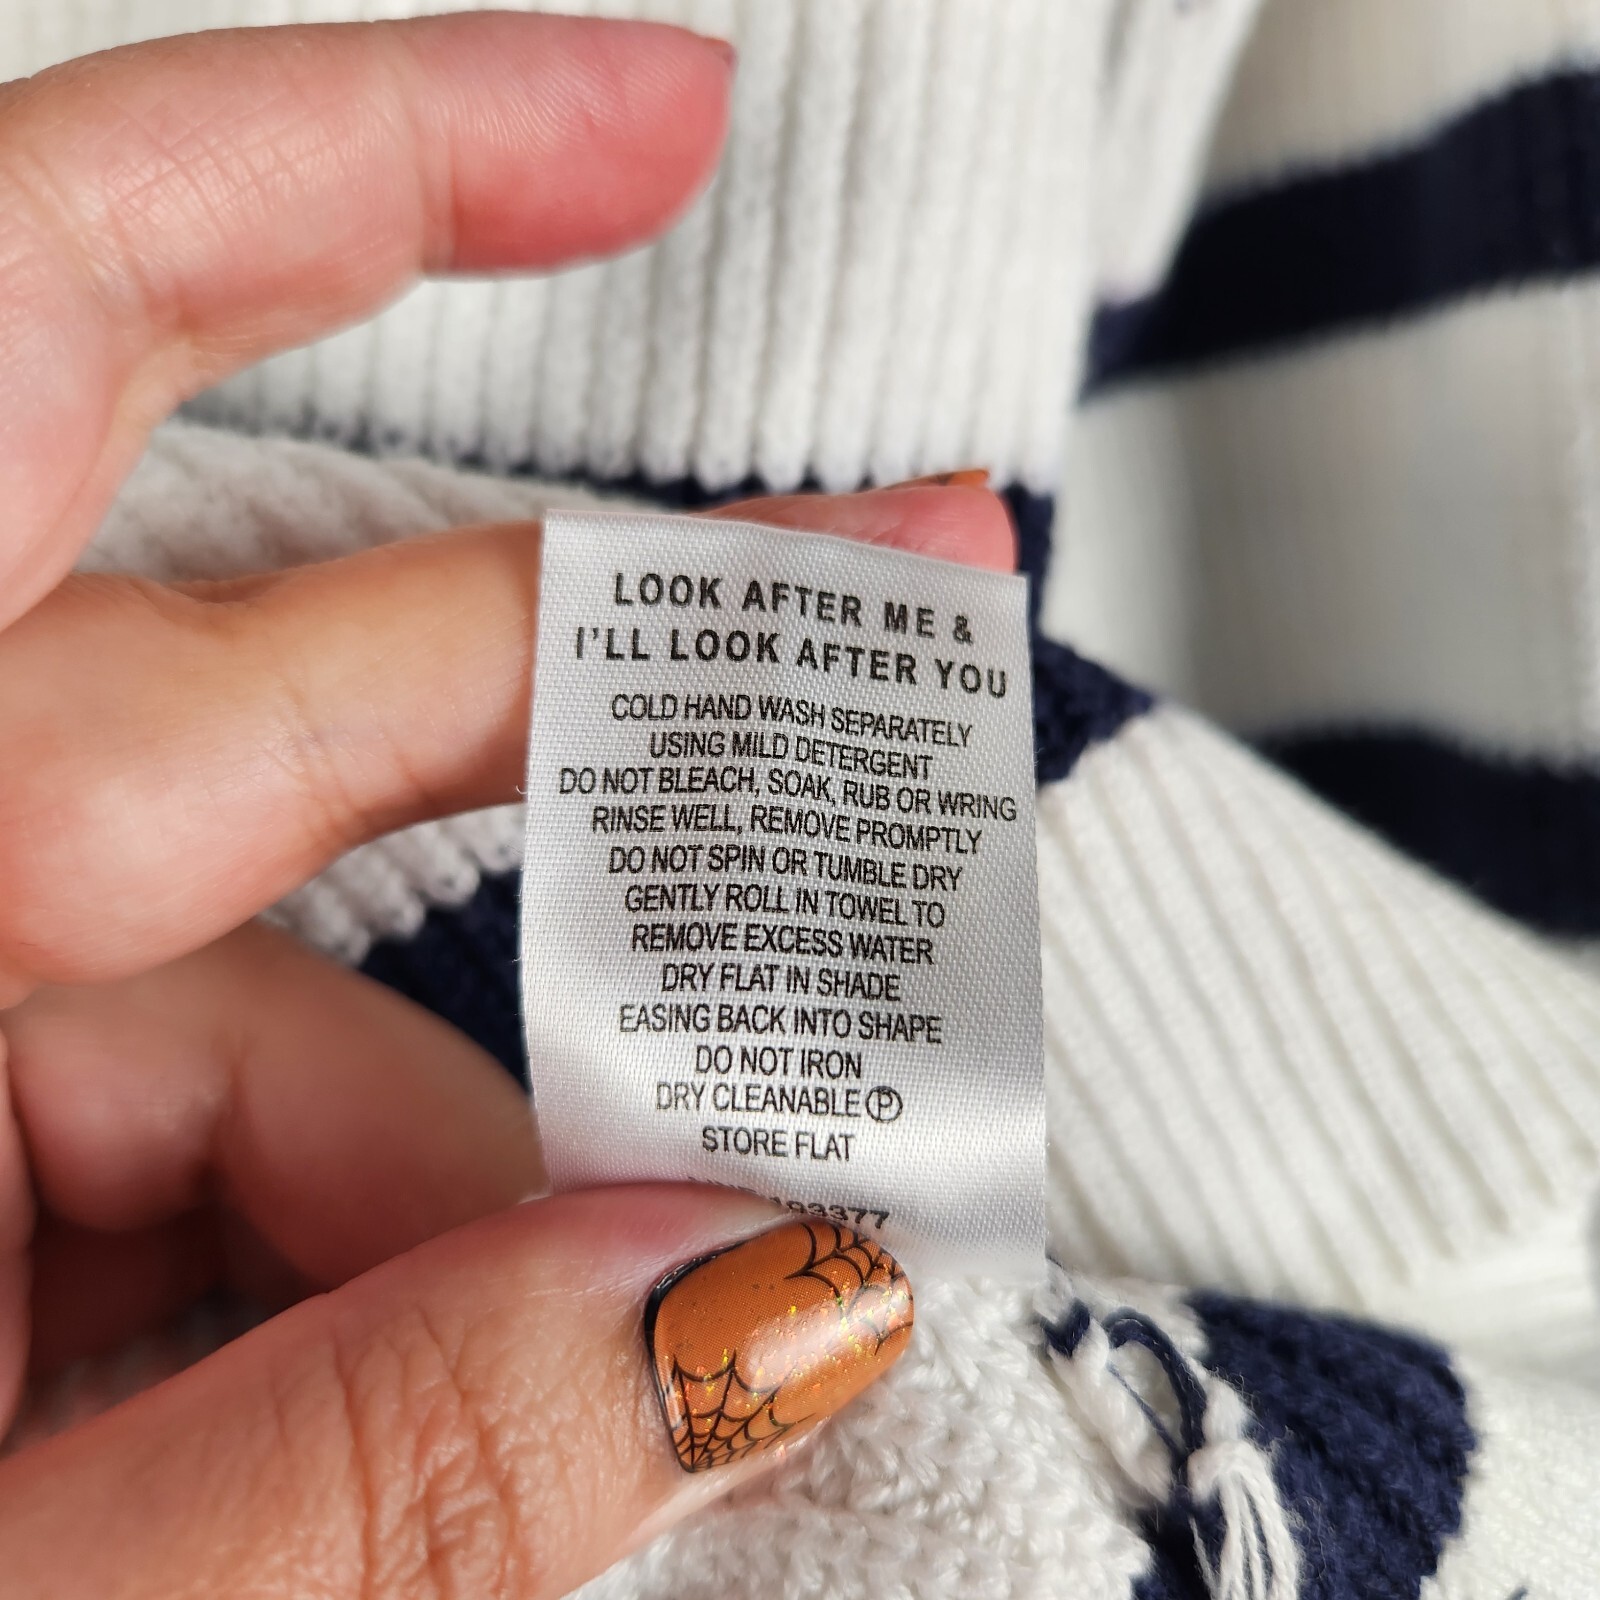 LOOK AFTER ME &
I'LL LOOK AFTER YOU
COLD HAND WASH SEPARATELY
USING MILD DETERGENT
DO NOT BLEACH, SOAK, RUB OR WRING
RINSE WELL, REMOVE PROMPTLY
DO NOT SPIN OR TUMBLE DRY
GENTLY ROLL IN TOWEL TO
REMOVE EXCESS WATER
DRY FLAT IN SHADE
EASING BACK INTO SHAPE
DO NOT IRON
DRY CLEANABLE Ⓟ
STORE FLAT